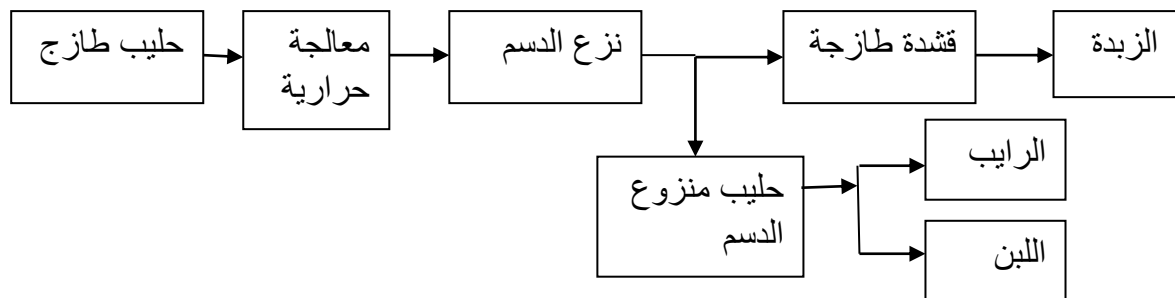 حليب طازج
معالجة
حرارية
نزع الدسم
قشدة طازجة
الزبدة
حليب منزوع
الدسم
الرايب
اللبن